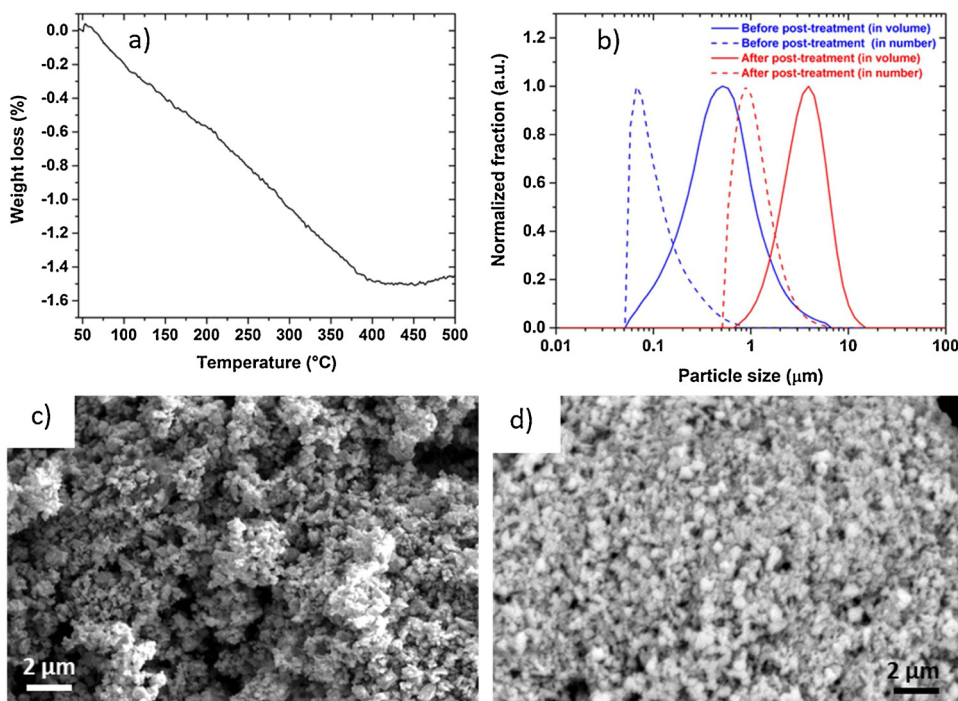 a)
0.0
-0.2
-0.4
-0.6
-0.8
-1.0
-1.2
-1.4
-1.6
Weight loss (%)
50 100 150 200 250 300 350 400 450 500
Temperature (°C)
b)
Before post-treatment (in volume)
Before post-treatment (in number)
After post-treatment (in volume)
After post-treatment (in number)
1.2
1.0
0.8
0.6
0.4
0.2
0.0
Normalized fraction (a.u.)
0.01 0.1 1 10 100
Particle size (μm)
c)
2 μm
d)
2 μm